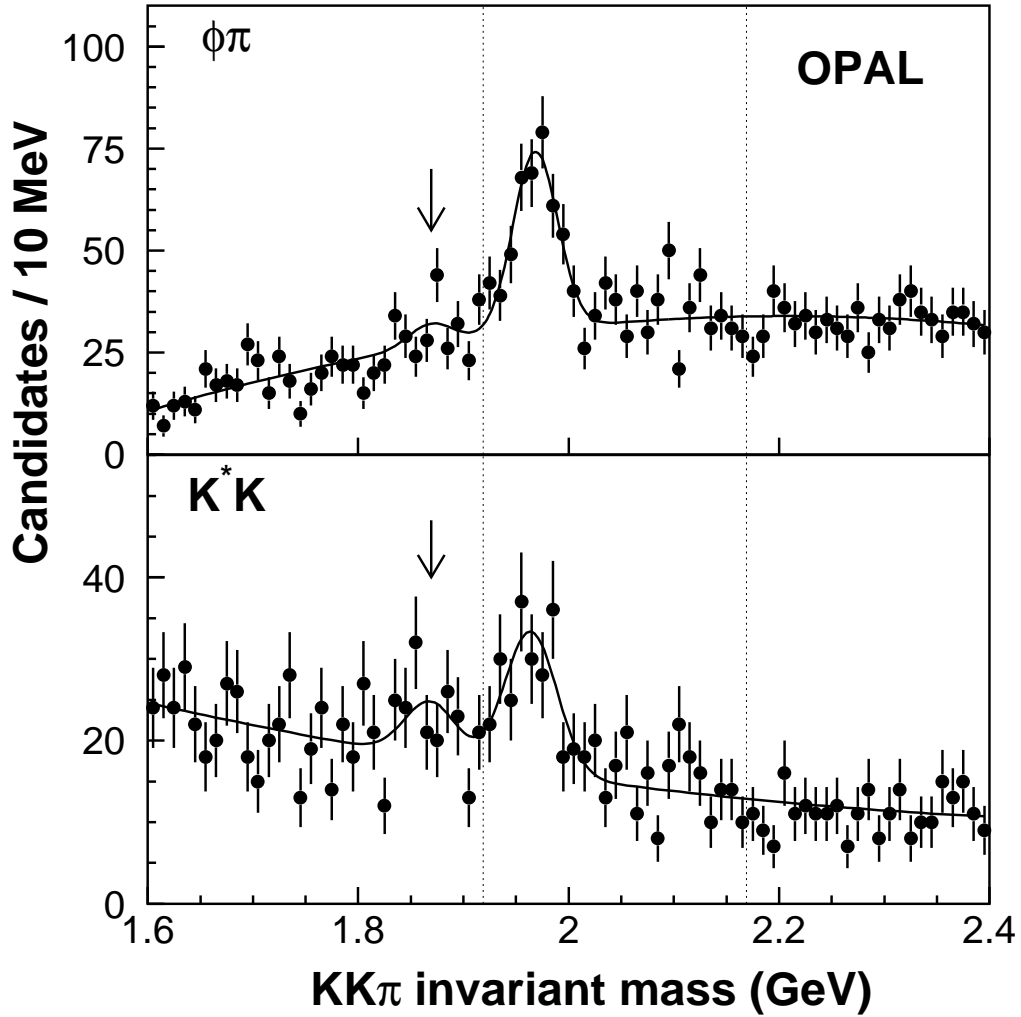 φπ
OPAL
100
75
50
25
0
Candidates / 10 MeV
K*K
40
20
0
1.6 1.8 2 2.2 2.4
KKπ invariant mass (GeV)